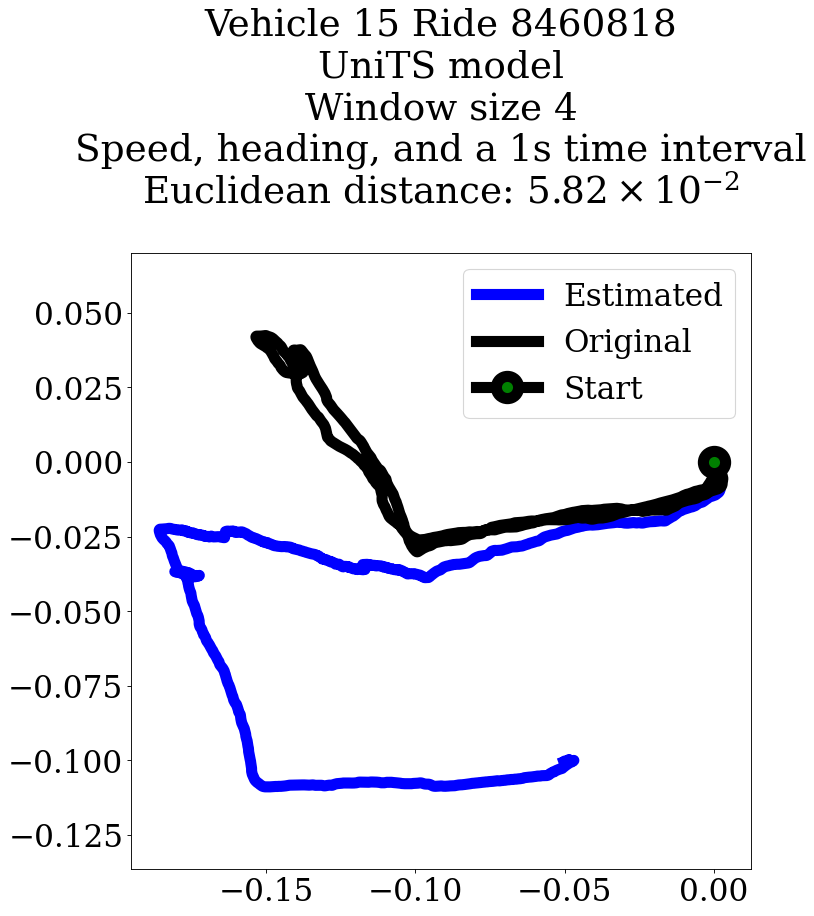 Vehicle 15 Ride 8460818
UniTS model
Window size 4
Speed, heading, and a 1s time interval
Euclidean distance: 5.82 × 10⁻²
Estimated
Original
Start
0.050
0.025
0.000
−0.025
−0.050
−0.075
−0.100
−0.125
−0.15
−0.10
−0.05
0.00